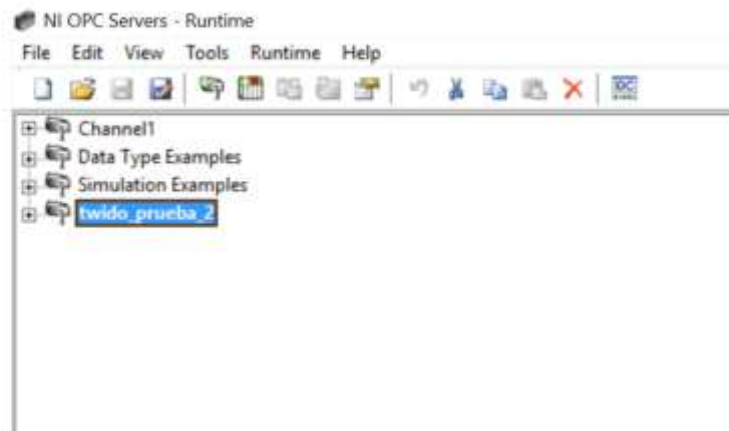 NI OPC Servers - Runtime
File Edit View Tools Runtime Help
Channel1
Data Type Examples
Simulation Examples
twido_prueba_2